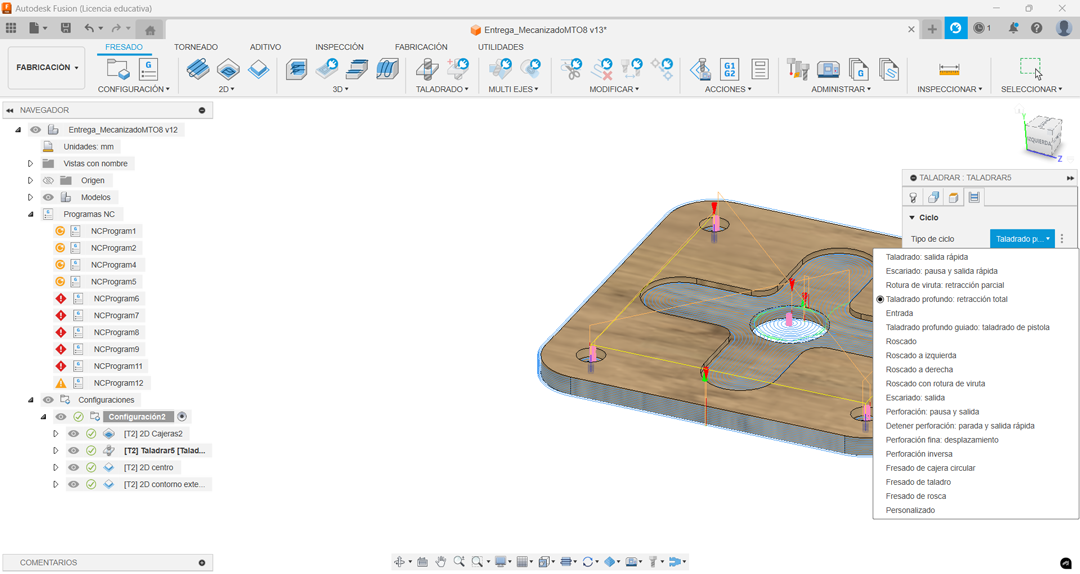 Autodesk Fusion (Licencia educativa)
Entrega_MecanizadoMTO8 v13*
1
FABRICACIÓN
FRESADO
TORNEADO
ADITIVO
INSPECCIÓN
FABRICACIÓN
UTILIDADES
G
G1
G2
G
CONFIGURACIÓN
2D
3D
TALADRADO
MULTI EJES
MODIFICAR
ACCIONES
ADMINISTRAR
INSPECCIONAR
SELECCIONAR
NAVEGADOR
Entrega_MecanizadoMTO8 v12
Unidades: mm
Vistas con nombre
Origen
Modelos
Programas NC
NCProgram1
NCProgram2
NCProgram4
NCProgram5
NCProgram6
NCProgram7
NCProgram8
NCProgram9
NCProgram11
NCProgram12
Configuraciones
Configuración2
[T2] 2D Cajeras2
[T2] Taladrar5 [Talad...
[T2] 2D centro
[T2] 2D contorno exte...
IZQUIERDA
Z
TALADRAR : TALADRAR5
Ciclo
Tipo de ciclo
Taladrado p...
Taladrado: salida rápida
Escariado: pausa y salida rápida
Rotura de viruta: retracción parcial
Taladrado profundo: retracción total
Entrada
Taladrado profundo guiado: taladrado de pistola
Roscado
Roscado a izquierda
Roscado a derecha
Roscado con rotura de viruta
Escariado: salida
Perforación: pausa y salida
Detener perforación: parada y salida rápida
Perforación fina: desplazamiento
Perforación inversa
Fresado de cajera circular
Fresado de taladro
Fresado de rosca
Personalizado
COMENTARIOS